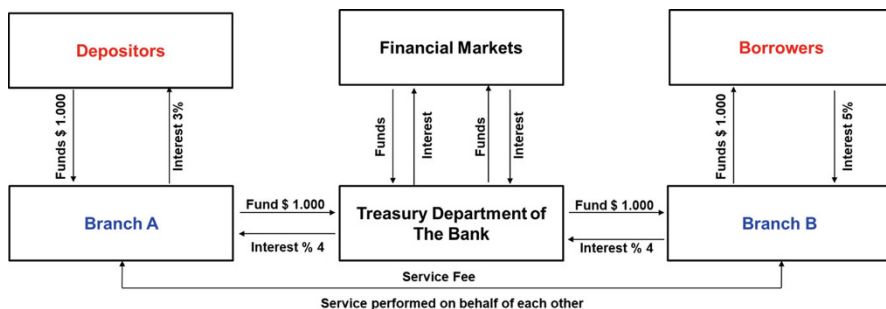 Depositors
Financial Markets
Borrowers
Funds $ 1.000
Interest 3%
Funds
Interest
Funds
Interest
Funds $ 1.000
Interest 5%
Branch A
Fund $ 1.000
Interest % 4
Treasury Department of
The Bank
Fund $ 1.000
Interest % 4
Branch B
Service Fee
Service performed on behalf of each other